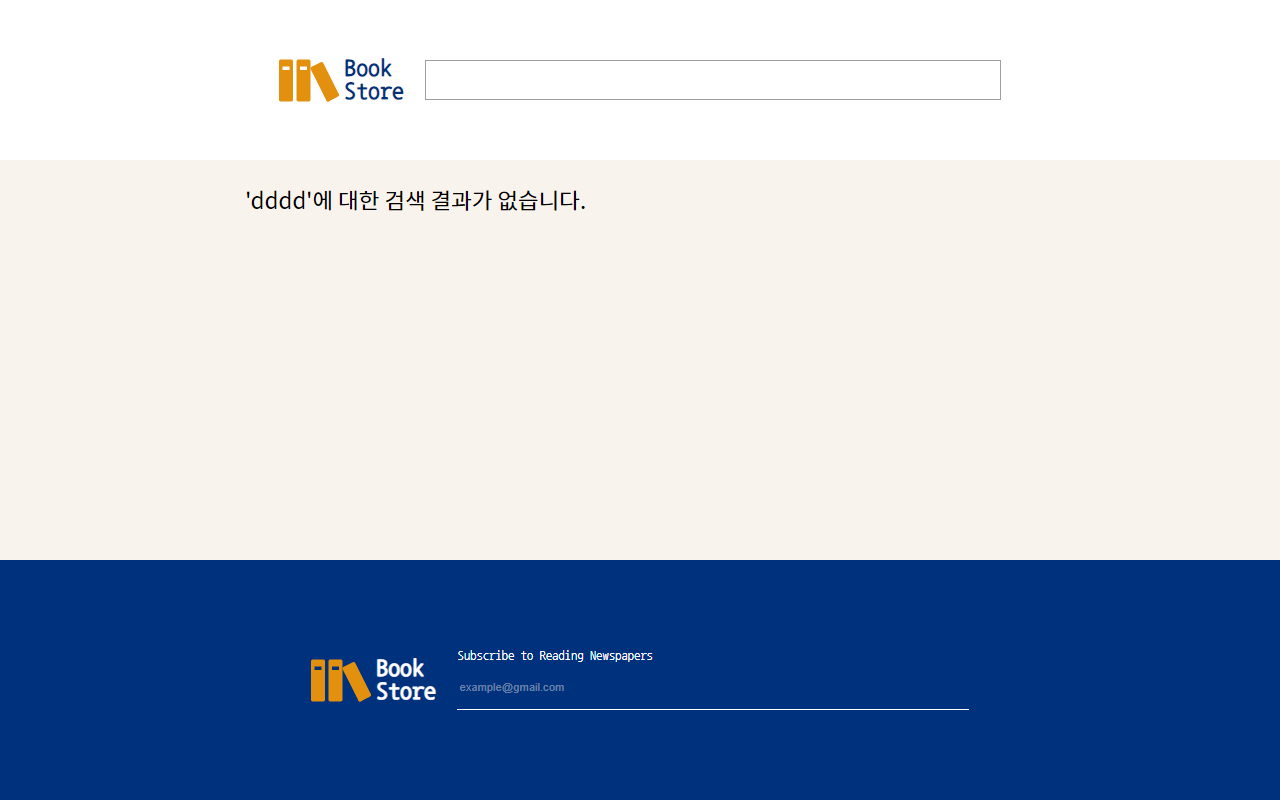 Book
Store
'dddd'에 대한 검색 결과가 없습니다.
Subscribe to Reading Newspapers
Book
Store
example@gmail.com